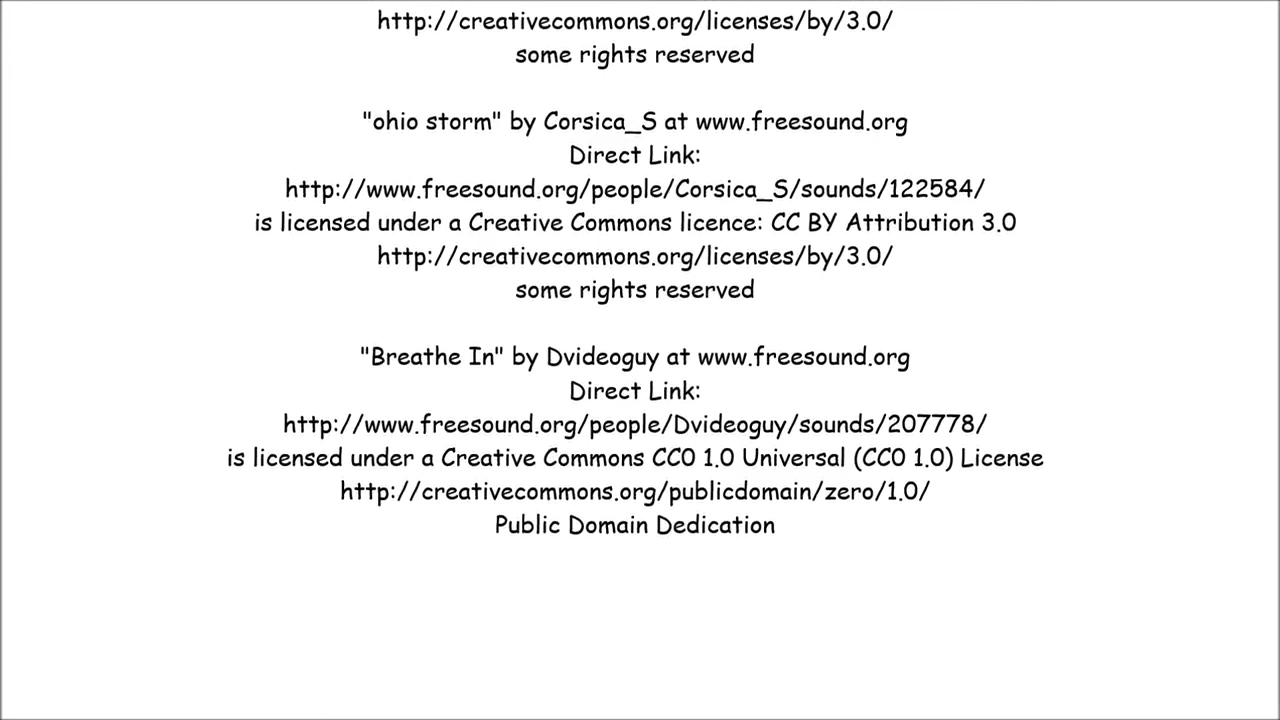 http://creativecommons.org/licenses/by/3.0/
some rights reserved
"ohio storm" by Corsica_S at www.freesound.org
Direct Link:
http://www.freesound.org/people/Corsica_S/sounds/122584/
is licensed under a Creative Commons licence: CC BY Attribution 3.0
http://creativecommons.org/licenses/by/3.0/
some rights reserved
"Breathe In" by Dvideoguy at www.freesound.org
Direct Link:
http://www.freesound.org/people/Dvideoguy/sounds/207778/
is licensed under a Creative Commons CC0 1.0 Universal (CC0 1.0) License
http://creativecommons.org/publicdomain/zero/1.0/
Public Domain Dedication